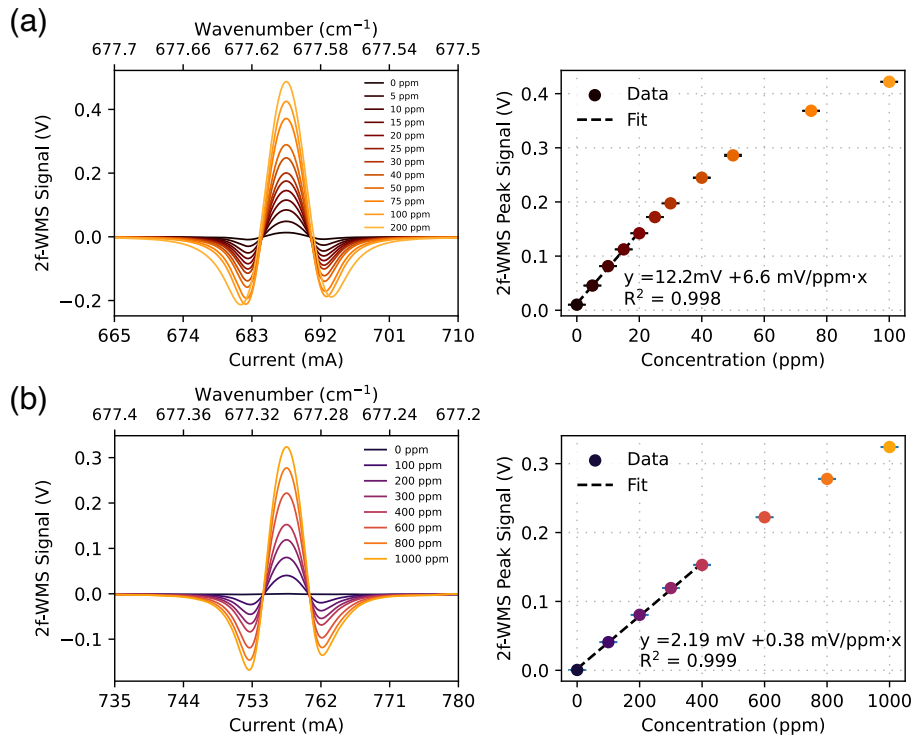 (a)
Wavenumber (cm⁻¹)
677.7 677.66 677.62 677.58 677.54 677.5
2f-WMS Signal (V)
0.4
0.2
0.0
−0.2
0 ppm
5 ppm
10 ppm
15 ppm
20 ppm
25 ppm
30 ppm
40 ppm
50 ppm
75 ppm
100 ppm
200 ppm
665 674 683 692 701 710
Current (mA)
2f-WMS Peak Signal (V)
0.4
0.3
0.2
0.1
0.0
Data
Fit
y =12.2mV +6.6 mV/ppm·x
R² = 0.998
0 20 40 60 80 100
Concentration (ppm)
(b)
Wavenumber (cm⁻¹)
677.4 677.36 677.32 677.28 677.24 677.2
2f-WMS Signal (V)
0.3
0.2
0.1
0.0
−0.1
0 ppm
100 ppm
200 ppm
300 ppm
400 ppm
600 ppm
800 ppm
1000 ppm
735 744 753 762 771 780
Current (mA)
2f-WMS Peak Signal (V)
0.3
0.2
0.1
0.0
Data
Fit
y =2.19 mV +0.38 mV/ppm·x
R² = 0.999
0 200 400 600 800 1000
Concentration (ppm)